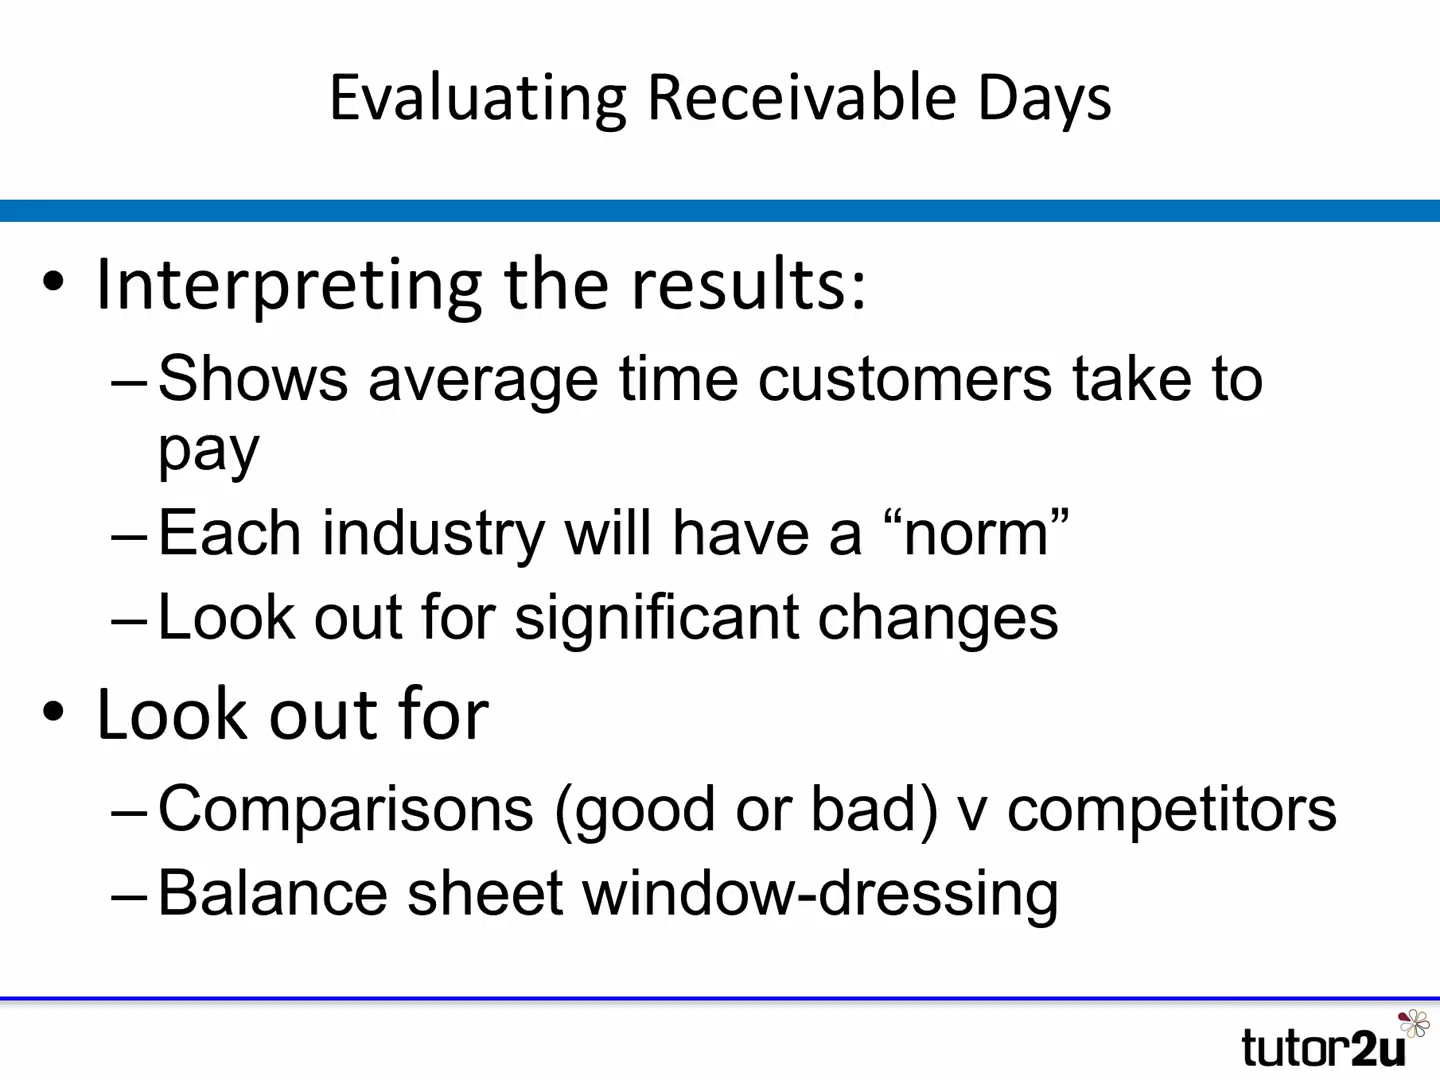 Evaluating Receivable Days
• Interpreting the results:
– Shows average time customers take to
pay
– Each industry will have a “norm”
– Look out for significant changes
• Look out for
– Comparisons (good or bad) v competitors
– Balance sheet window-dressing
tutor2u